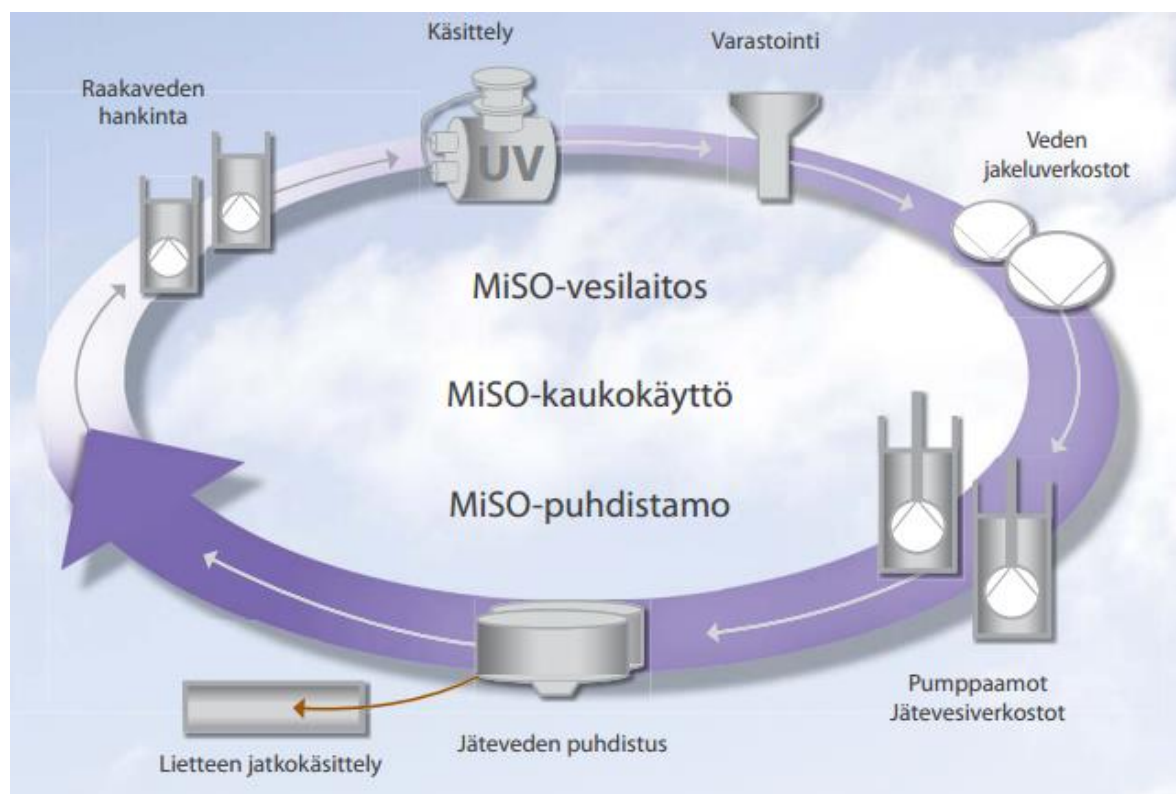 Käsittely
Varastointi
Raakaveden
hankinta
UV
Veden
jakeluverkostot
MiSO-vesilaitos
MiSO-kaukokäyttö
MiSO-puhdistamo
Pumppaamot
Jätevesiverkostot
Jäteveden puhdistus
Lietteen jatkokäsittely